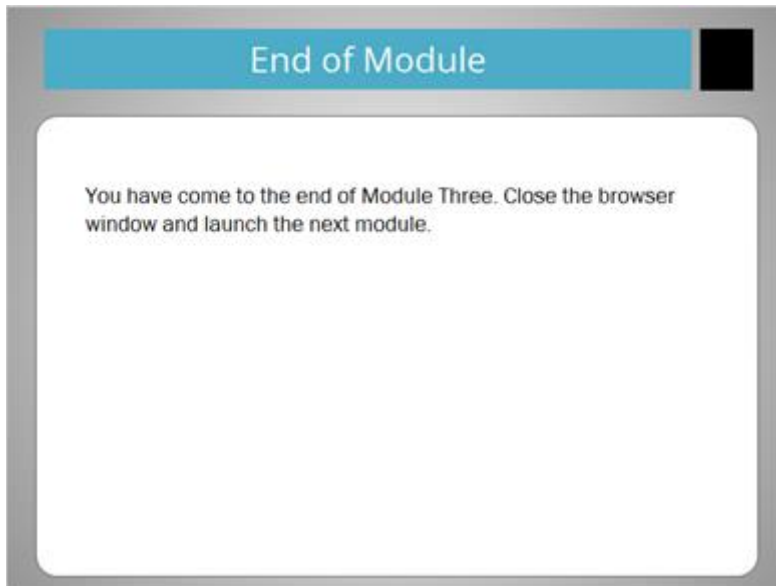 End of Module
You have come to the end of Module Three. Close the browser
window and launch the next module.